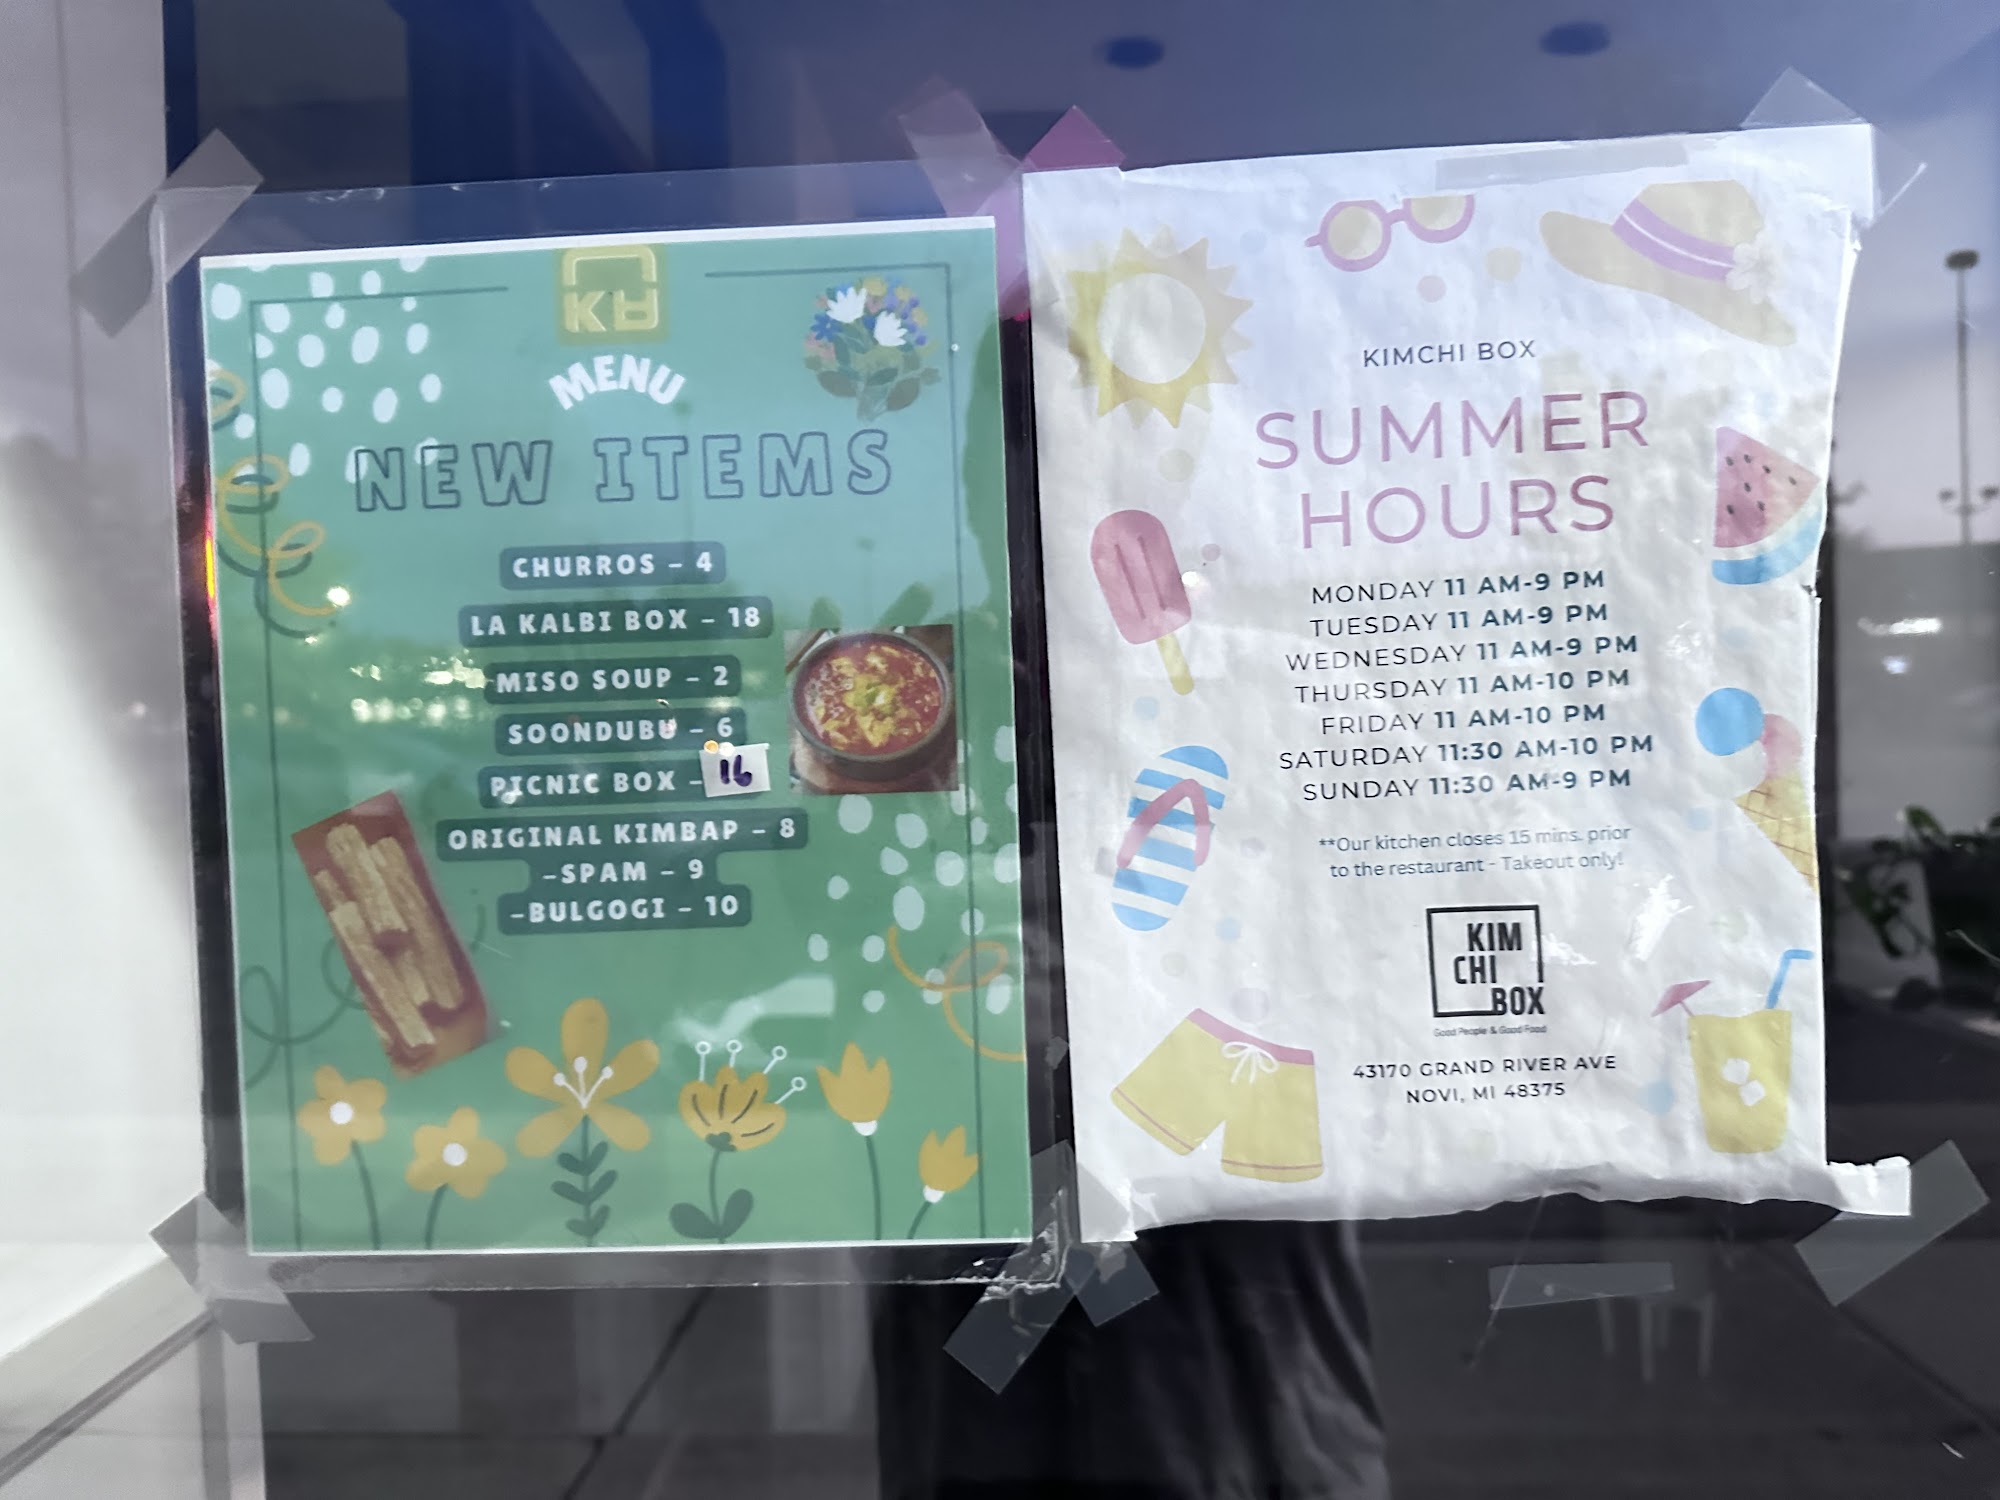 KB
MENU
NEW ITEMS
CHURROS - 4
LA KALBI BOX - 18
MISO SOUP - 2
SOONDUBU - 6
PICNIC BOX - 16
ORIGINAL KIMBAP - 8
-SPAM - 9
-BULGOGI - 10
KIMCHI BOX
SUMMER
HOURS
MONDAY 11 AM-9 PM
TUESDAY 11 AM-9 PM
WEDNESDAY 11 AM-9 PM
THURSDAY 11 AM-10 PM
FRIDAY 11 AM-10 PM
SATURDAY 11:30 AM-10 PM
SUNDAY 11:30 AM-9 PM
**Our kitchen closes 15 mins. prior
to the restaurant - Takeout only!
KIM
CHI
BOX
Good People & Good Food
43170 GRAND RIVER AVE
NOVI, MI 48375